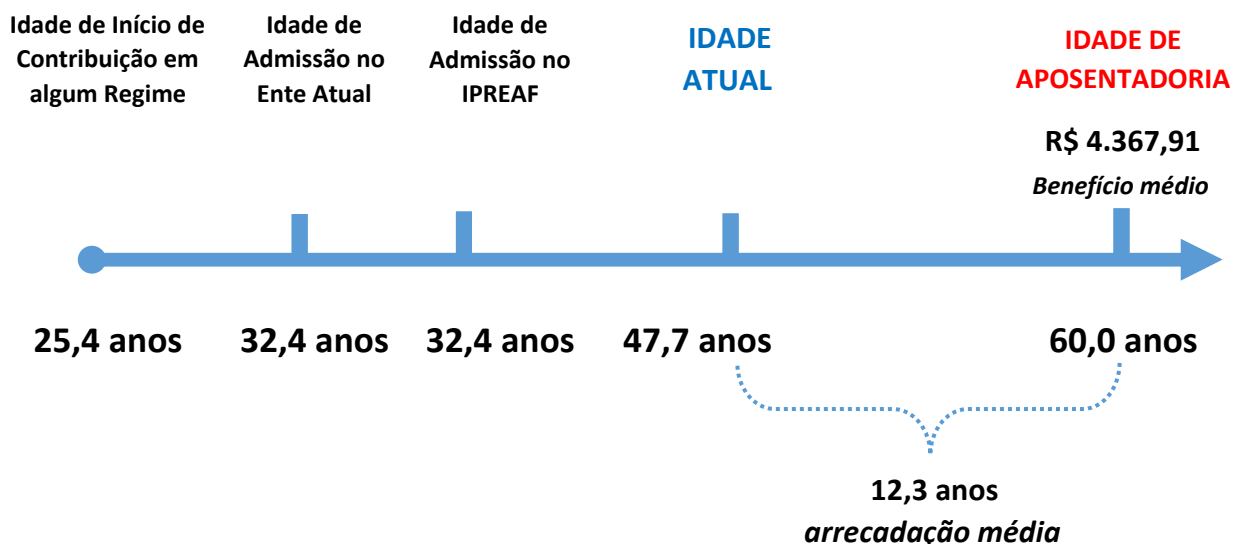 Idade de Início de
Contribuição em
algum Regime
Idade de
Admissão no
Ente Atual
Idade de
Admissão no
IPREAF
IDADE
ATUAL
IDADE DE
APOSENTADORIA
R$ 4.367,91
Benefício médio
25,4 anos
32,4 anos
32,4 anos
47,7 anos
60,0 anos
12,3 anos
arrecadação média